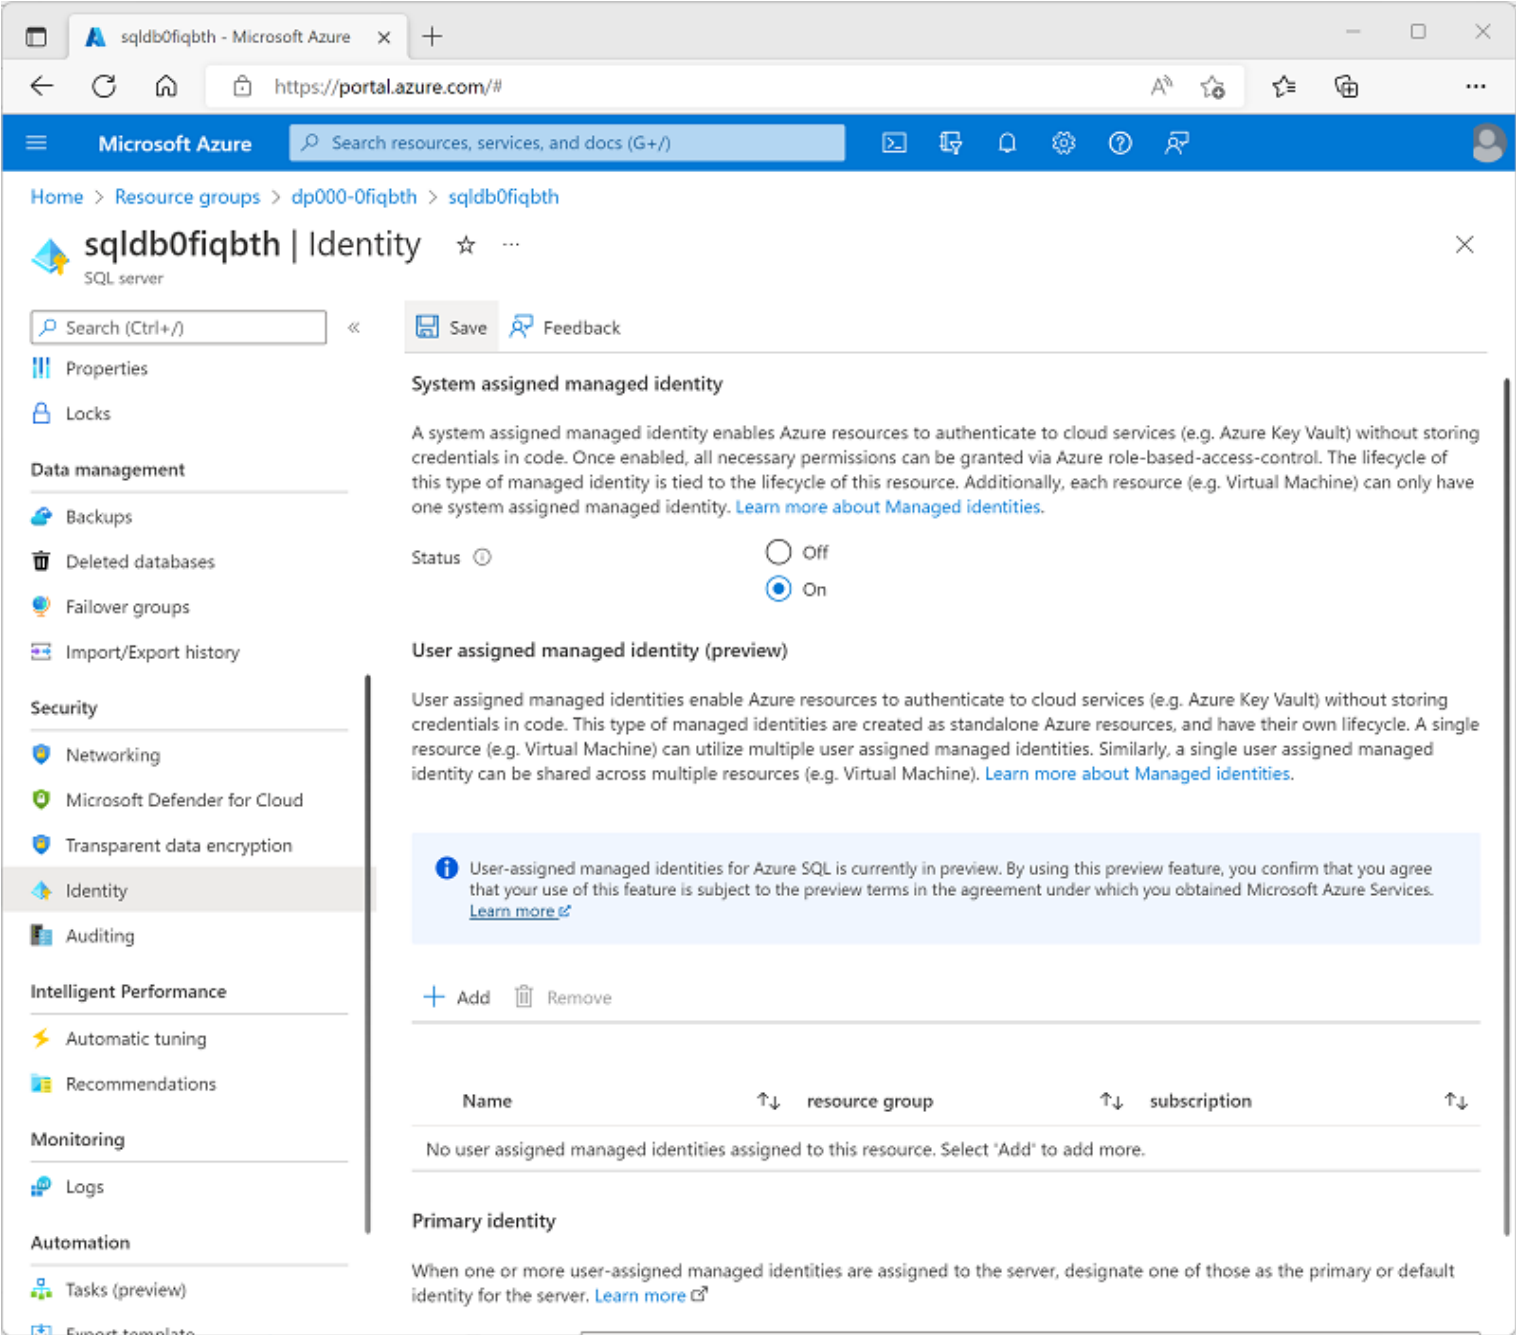 sqldb0fiqbth - Microsoft Azure
https://portal.azure.com/#
Microsoft Azure
Search resources, services, and docs (G+/)
Home > Resource groups > dp000-0fiqbth > sqldb0fiqbth
sqldb0fiqbth | Identity
SQL server
Search (Ctrl+/)
Properties
Locks
Data management
Backups
Deleted databases
Failover groups
Import/Export history
Security
Networking
Microsoft Defender for Cloud
Transparent data encryption
Identity
Auditing
Intelligent Performance
Automatic tuning
Recommendations
Monitoring
Logs
Automation
Tasks (preview)
Export template
Save
Feedback
System assigned managed identity
A system assigned managed identity enables Azure resources to authenticate to cloud services (e.g. Azure Key Vault) without storing
credentials in code. Once enabled, all necessary permissions can be granted via Azure role-based-access-control. The lifecycle of
this type of managed identity is tied to the lifecycle of this resource. Additionally, each resource (e.g. Virtual Machine) can only have
one system assigned managed identity. Learn more about Managed identities.
Status
Off
On
User assigned managed identity (preview)
User assigned managed identities enable Azure resources to authenticate to cloud services (e.g. Azure Key Vault) without storing
credentials in code. This type of managed identities are created as standalone Azure resources, and have their own lifecycle. A single
resource (e.g. Virtual Machine) can utilize multiple user assigned managed identities. Similarly, a single user assigned managed
identity can be shared across multiple resources (e.g. Virtual Machine). Learn more about Managed identities.
User-assigned managed identities for Azure SQL is currently in preview. By using this preview feature, you confirm that you agree
that your use of this feature is subject to the preview terms in the agreement under which you obtained Microsoft Azure Services.
Learn more
Add
Remove
Name
resource group
subscription
No user assigned managed identities assigned to this resource. Select 'Add' to add more.
Primary identity
When one or more user-assigned managed identities are assigned to the server, designate one of those as the primary or default
identity for the server. Learn more